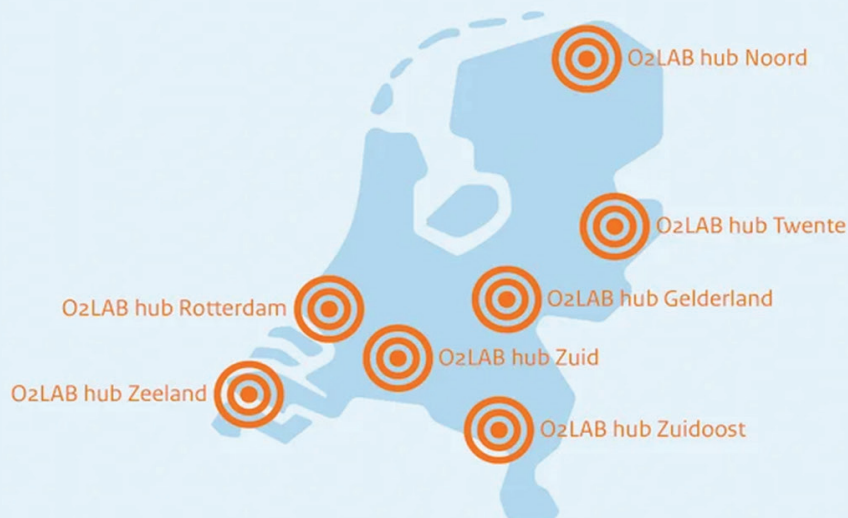 O2LAB hub Noord
O2LAB hub Twente
O2LAB hub Gelderland
O2LAB hub Rotterdam
O2LAB hub Zuid
O2LAB hub Zeeland
O2LAB hub Zuidoost